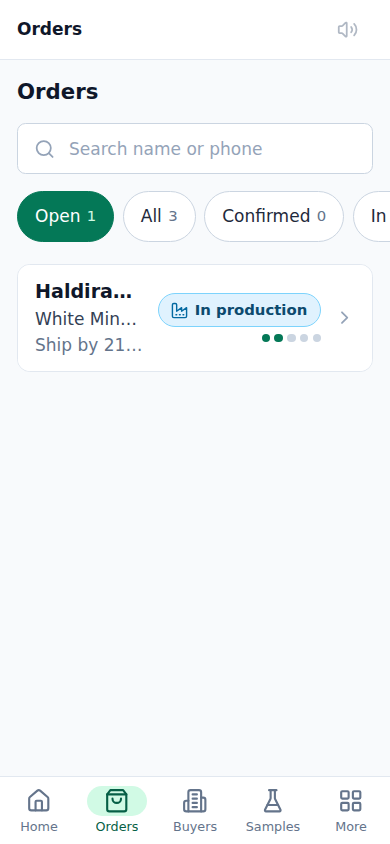 Orders
Orders
Search name or phone
Open 1
All 3
Confirmed 0
In
Haldira…
White Min…
Ship by 21…
In production
Home
Orders
Buyers
Samples
More